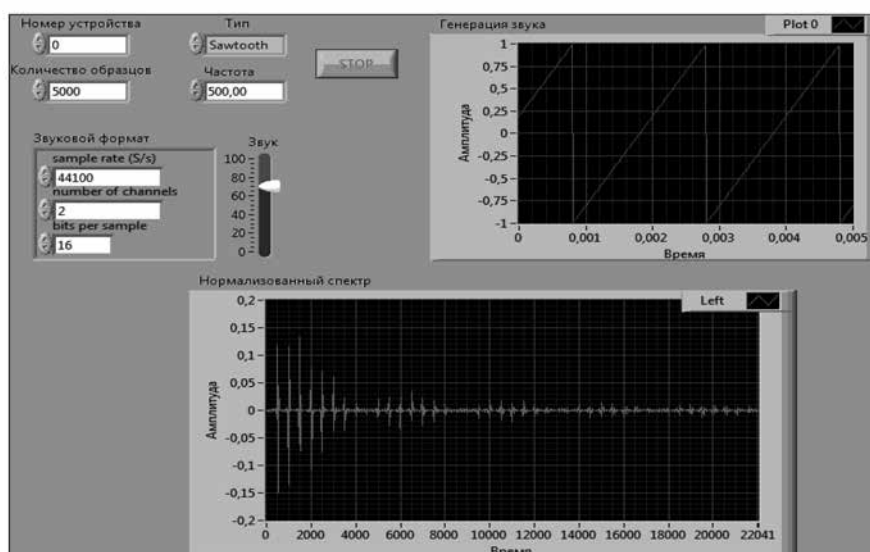 Номер устройства
0
Тип
Sawtooth
STOP
Количество образцов
5000
Частота
500,00
Звуковой формат
sample rate (S/s)
44100
number of channels
2
bits per sample
16
Звук
100
80
60
40
20
0
Генерация звука
Plot 0
Амплитуда
1
0,75
0,5
0,25
0
-0,25
-0,5
-0,75
-1
0 0,001 0,002 0,003 0,004 0,005
Время
Нормализованный спектр
Left
Амплитуда
0,2
0,15
0,1
0,05
0
-0,05
-0,1
-0,15
-0,2
0 2000 4000 6000 8000 10000 12000 14000 16000 18000 20000 22041
Время